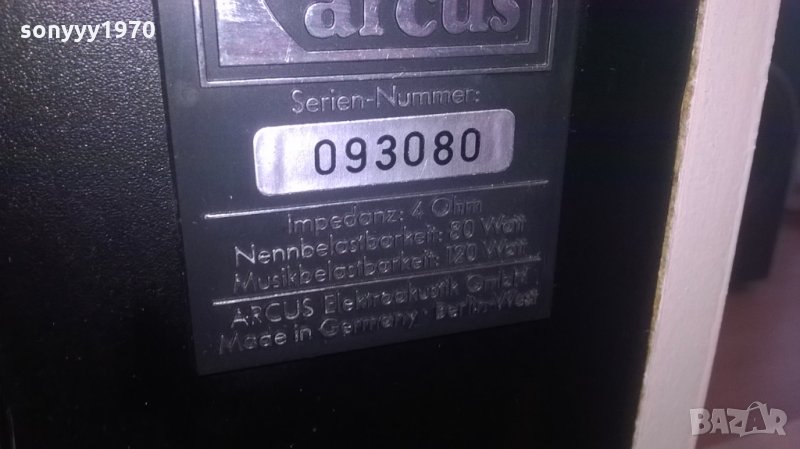 sonyyy1970
arcus
Serien-Nummer:
093080
Impedanz: 4 Ohm
Nennbelastbarkeit: 80 Watt
Musikbelastbarkeit: 120 Watt
ARCUS Elektroakustik GmbH
Made in Germany · Berlin-West
BAZAR